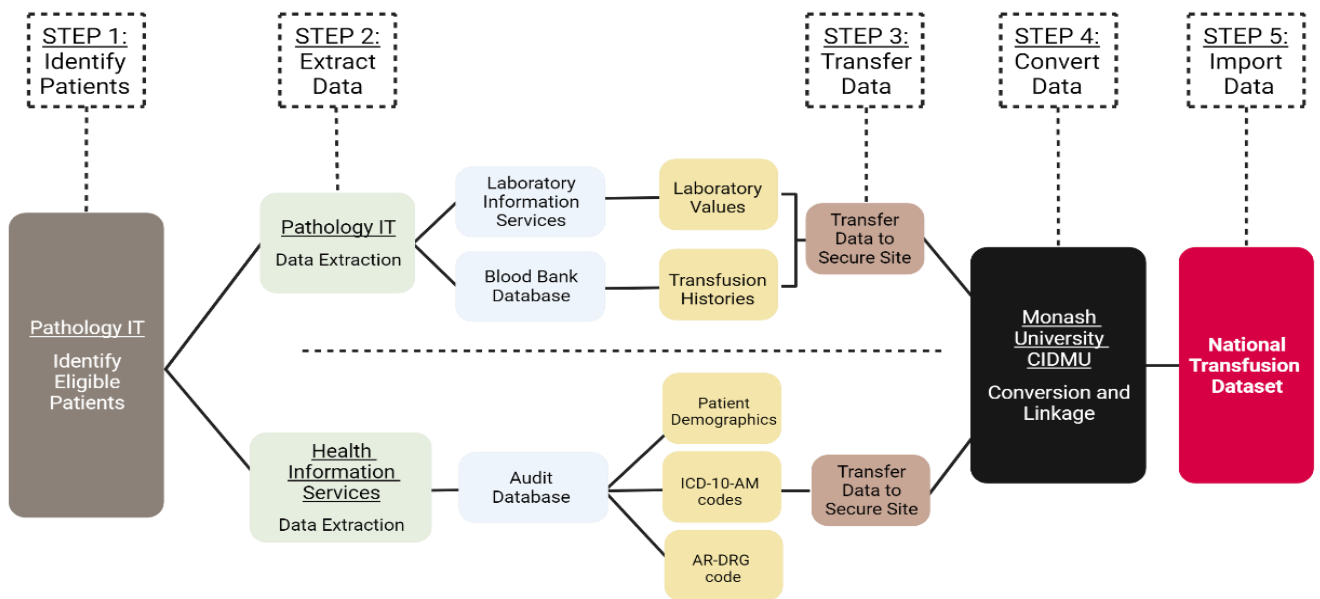 STEP 1:
Identify
Patients
STEP 2:
Extract
Data
STEP 3:
Transfer
Data
STEP 4:
Convert
Data
STEP 5:
Import
Data
Pathology IT
Identify
Eligible
Patients
Pathology IT
Data Extraction
Laboratory
Information
Services
Laboratory
Values
Blood Bank
Database
Transfusion
Histories
Transfer
Data to
Secure Site
Health
Information
Services
Data Extraction
Audit
Database
Patient
Demographics
ICD-10-AM
codes
AR-DRG
code
Transfer
Data to
Secure Site
Monash
University
CIDMU
Conversion and
Linkage
National
Transfusion
Dataset